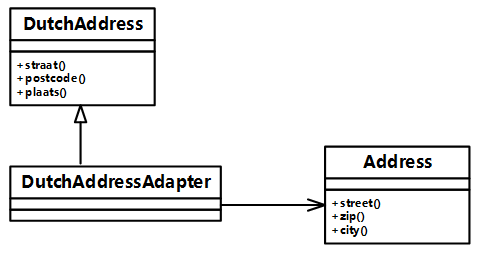 DutchAddress
+ straat()
+ postcode()
+ plaats()
DutchAddressAdapter
Address
+ street()
+ zip()
+ city()